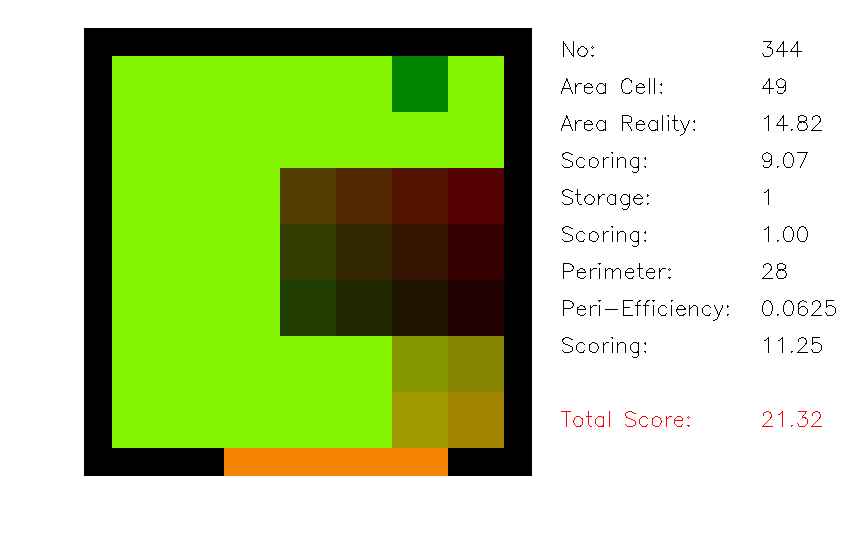 No: 344
Area Cell: 49
Area Reality: 14.82
Scoring: 9.07
Storage: 1
Scoring: 1.00
Perimeter: 28
Peri-Efficiency: 0.0625
Scoring: 11.25
Total Score: 21.32